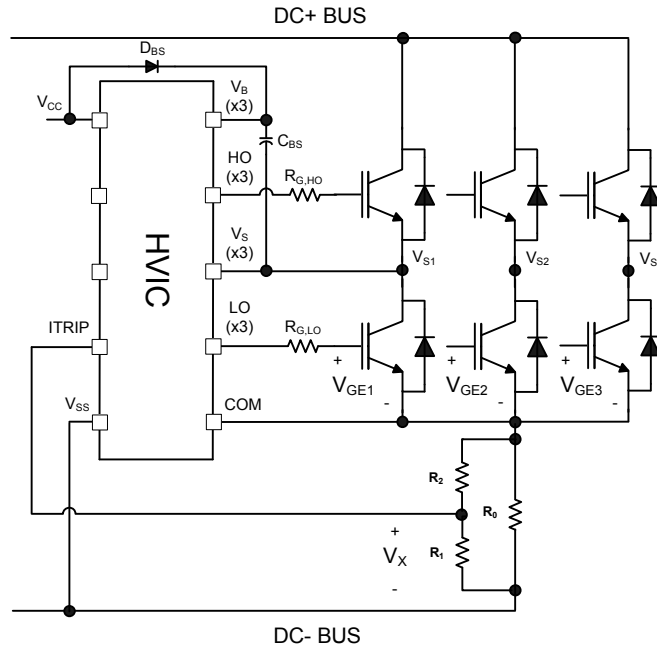 DC+ BUS
DBS
VCC
VB
(x3)
CBS
HO
(x3)
RG,HO
HVIC
VS
(x3)
VS1
VS2
VS
LO
(x3)
ITRIP
RG,LO
+
VGE1
-
+
VGE2
-
+
VGE3
-
VSS
COM
R2
R0
+
VX
-
R1
DC- BUS